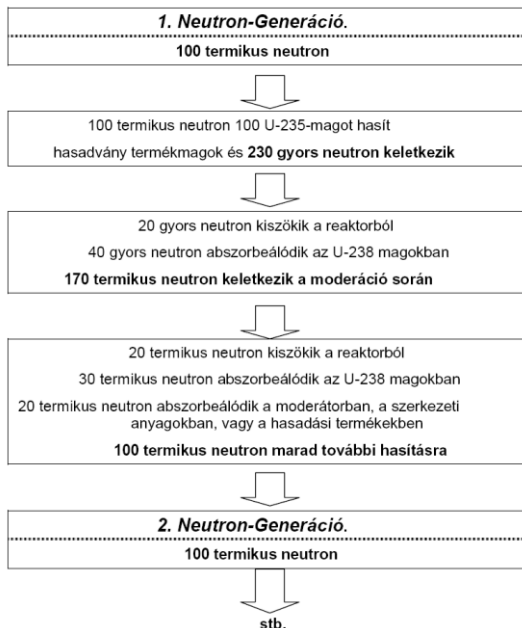 1. Neutron-Generáció.
100 termikus neutron
100 termikus neutron 100 U-235-magot hasít
hasadvány termékmagok és 230 gyors neutron keletkezik
20 gyors neutron kiszökik a reaktorból
40 gyors neutron abszorbeálódik az U-238 magokban
170 termikus neutron keletkezik a moderáció során
20 termikus neutron kiszökik a reaktorból
30 termikus neutron abszorbeálódik az U-238 magokban
20 termikus neutron abszorbeálódik a moderátorban, a szerkezeti
anyagokban, vagy a hasadási termékekben
100 termikus neutron marad további hasításra
2. Neutron-Generáció.
100 termikus neutron
stb.